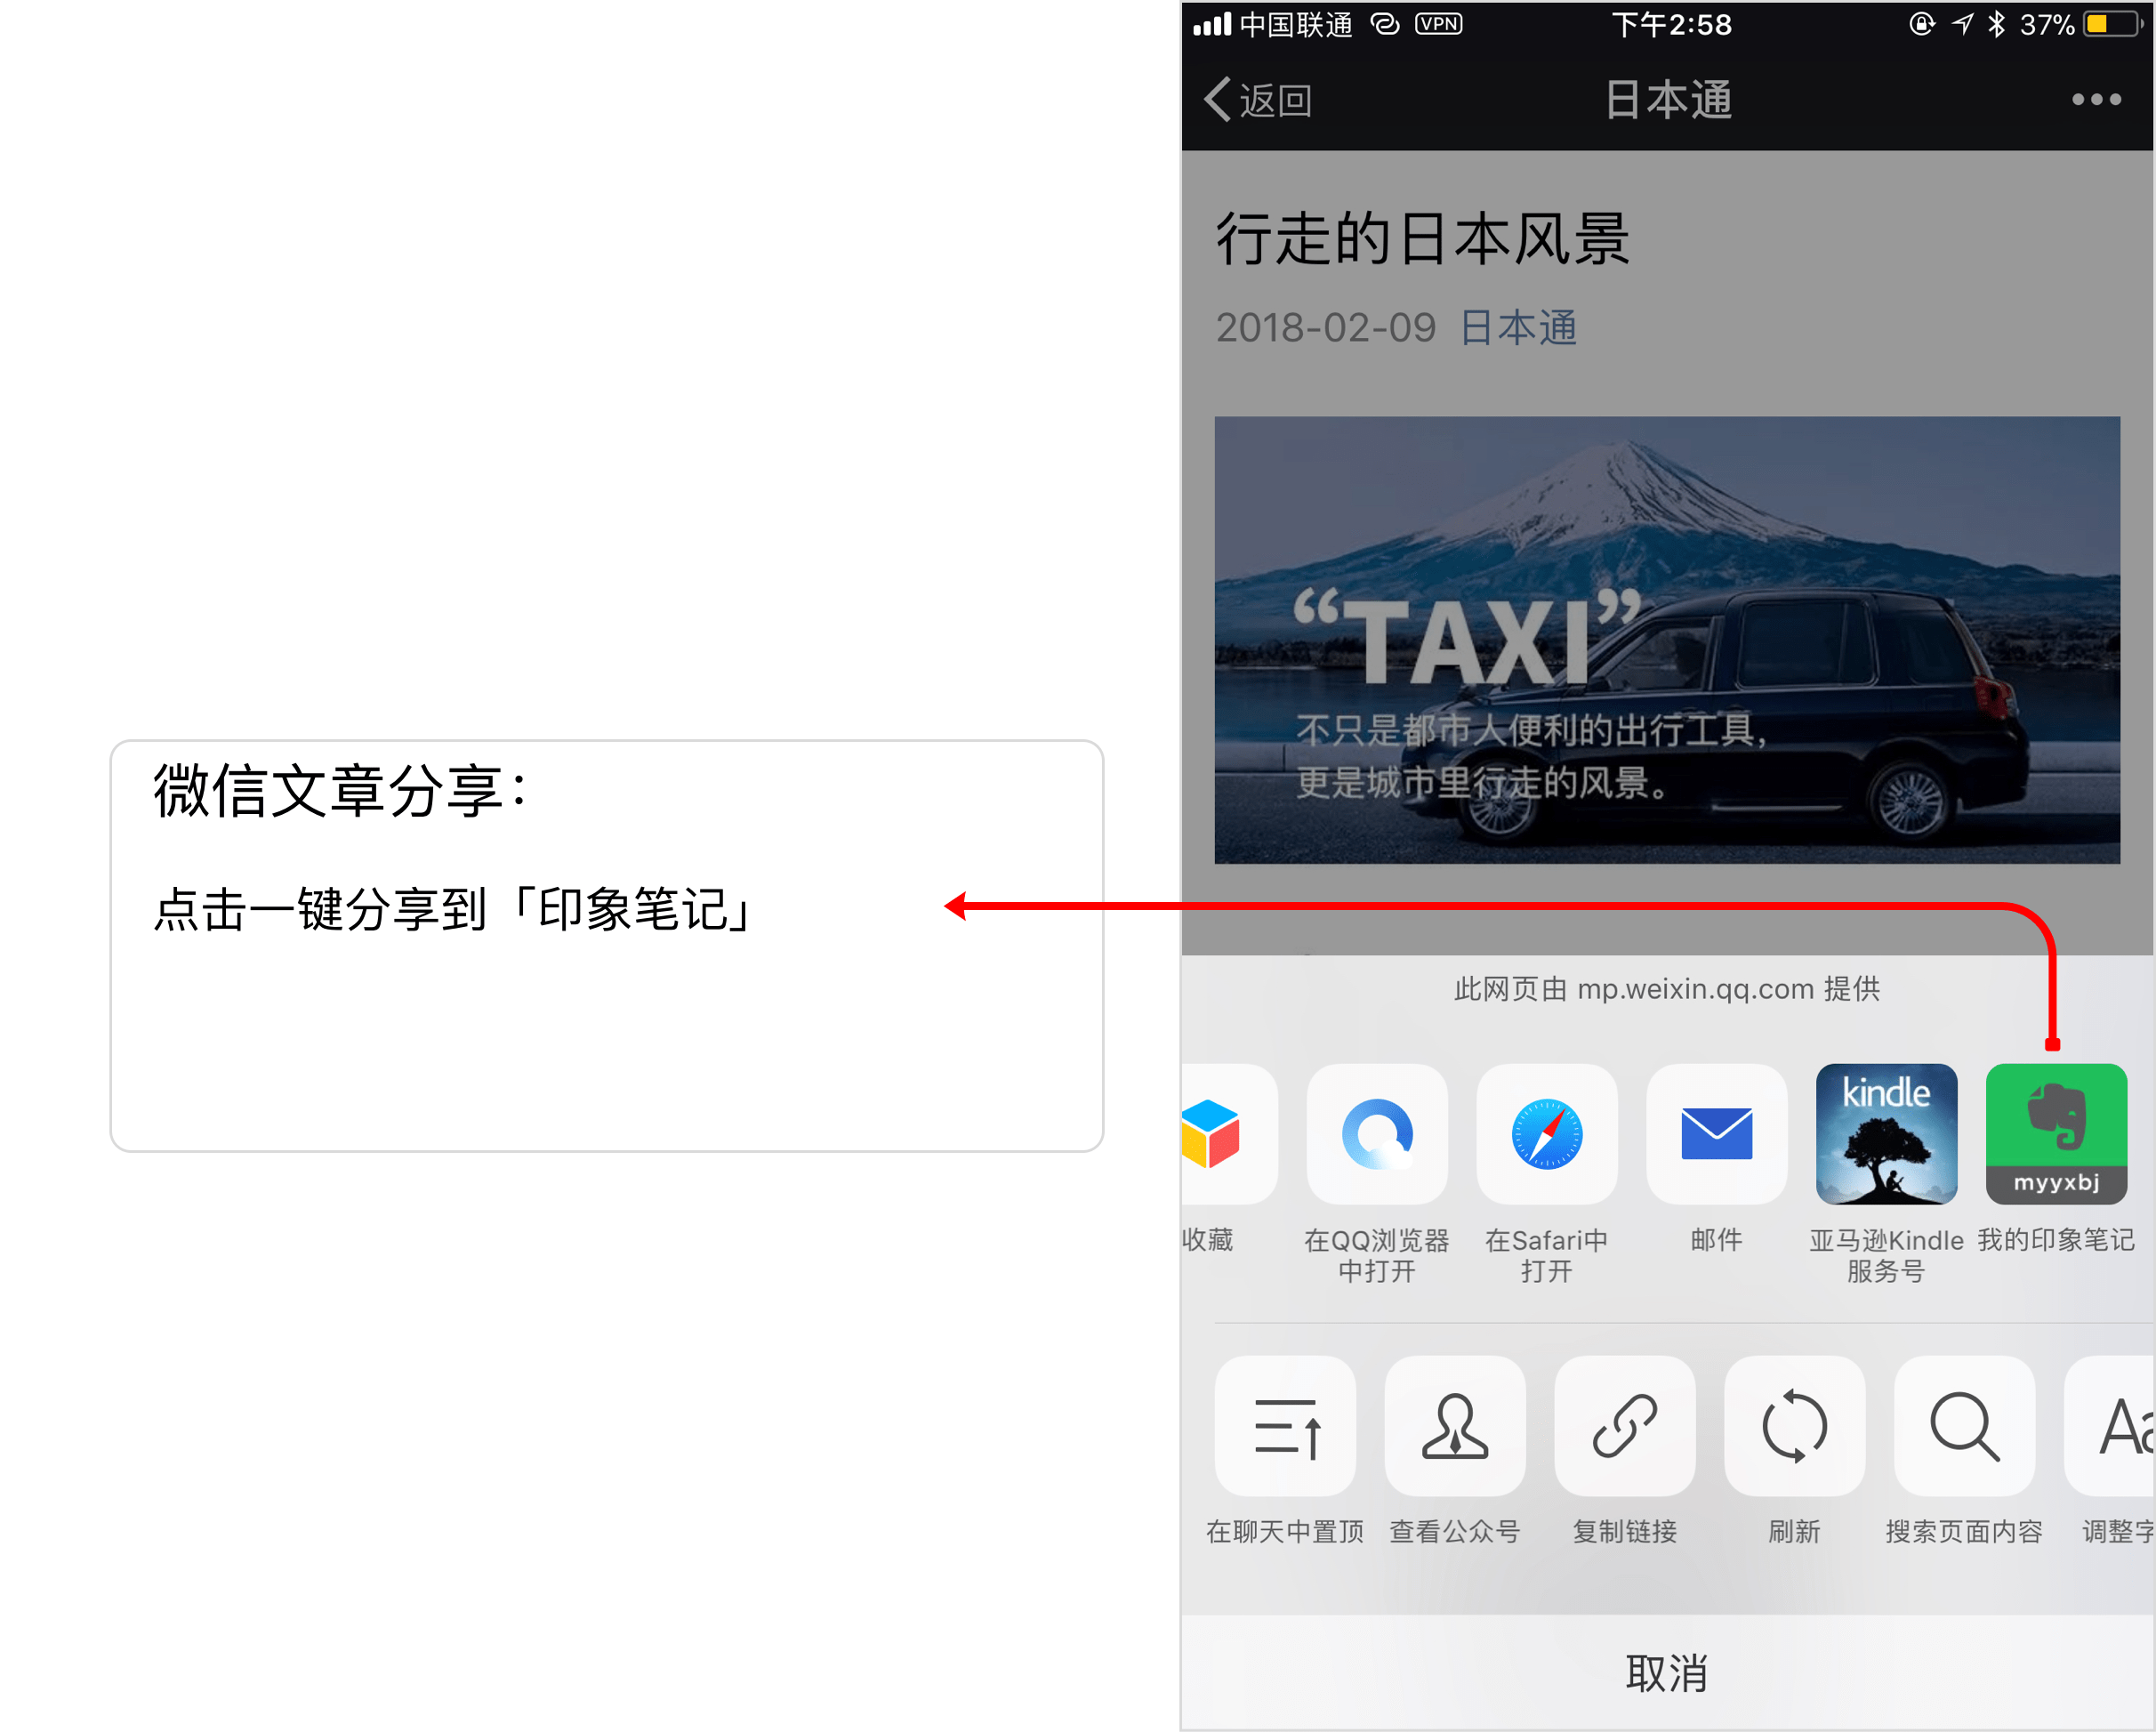 微信文章分享：
点击一键分享到「印象笔记」
中国联通 VPN 下午2:58 37%
返回 日本通
行走的日本风景
2018-02-09 日本通
“TAXI”
不只是都市人便利的出行工具，
更是城市里行走的风景。
此网页由 mp.weixin.qq.com 提供
kindle
myyxbj
收藏
在QQ浏览器
中打开
在Safari中
打开
邮件
亚马逊Kindle
服务号
我的印象笔记
Aa
在聊天中置顶 查看公众号 复制链接 刷新 搜索页面内容 调整字
取消